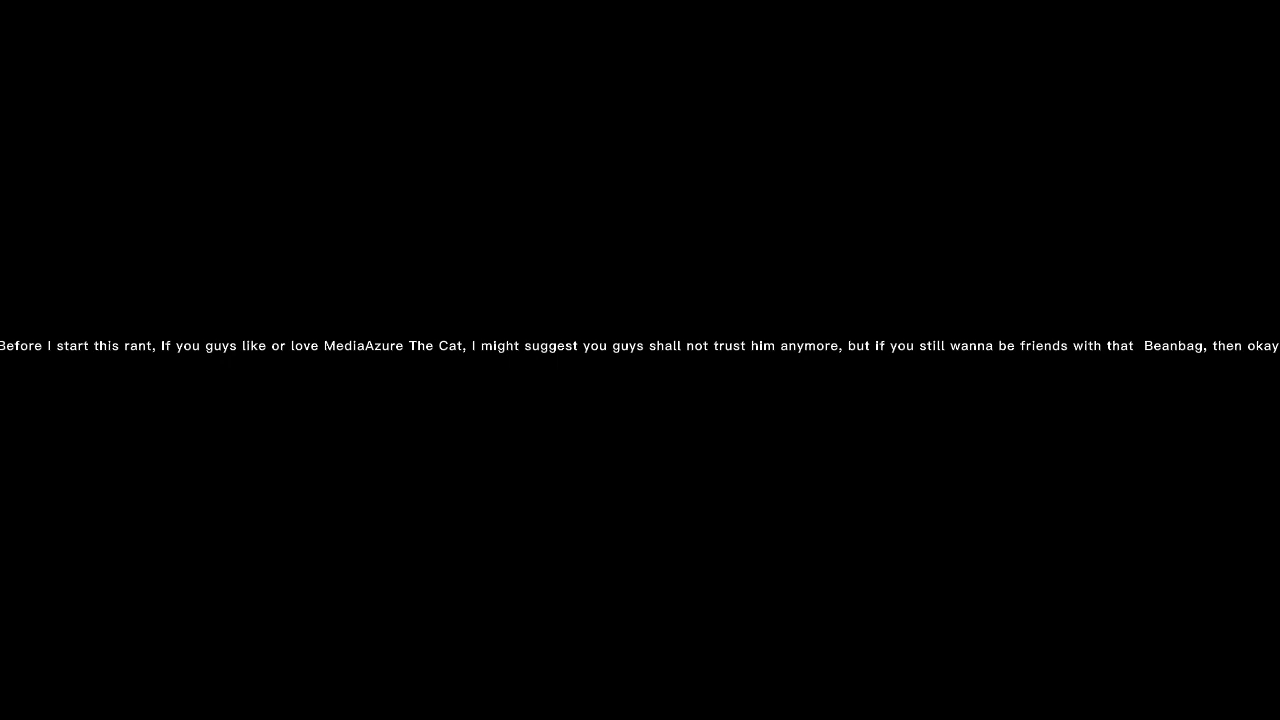 Before I start this rant, If you guys like or love MediaAzure The Cat, I might suggest you guys shall not trust him anymore, but if you still wanna be friends with that  Beanbag, then okay